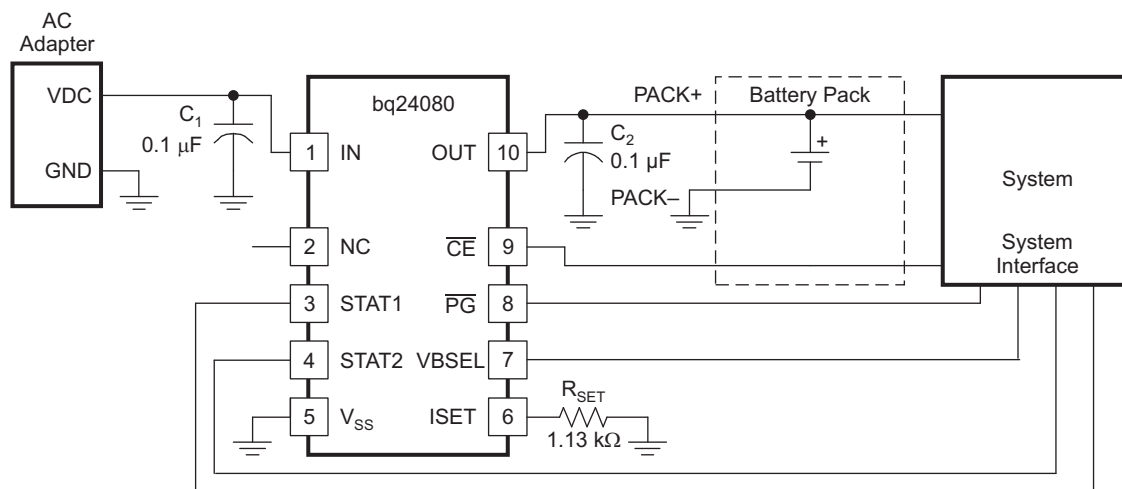 AC
Adapter
VDC
GND
C1
0.1 μF
bq24080
1
IN
2
NC
3
STAT1
4
STAT2
5
VSS
OUT
10
CE
9
PG
8
VBSEL
7
ISET
6
RSET
1.13 kΩ
C2
0.1 µF
PACK+
PACK–
Battery Pack
+
System
System
Interface